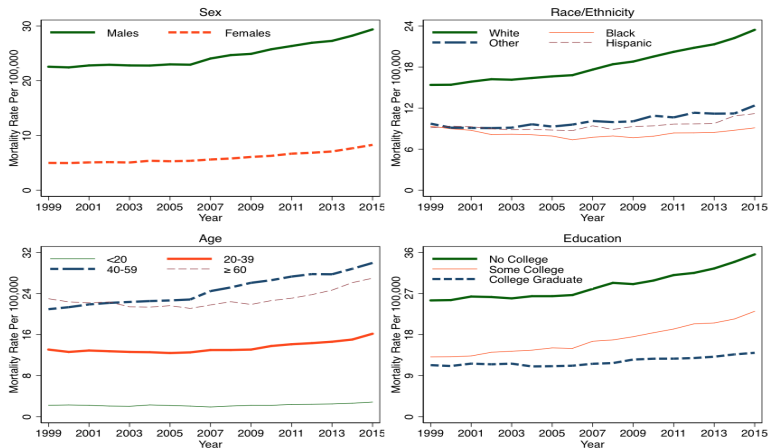 Sex
Mortality Rate Per 100,000
30
20
10
0
Males Females
1999 2001 2003 2005 2007 2009 2011 2013 2015
Year
Race/Ethnicity
Mortality Rate Per 100,000
24
18
12
6
0
White Black
Other Hispanic
1999 2001 2003 2005 2007 2009 2011 2013 2015
Year
Age
Mortality Rate Per 100,000
32
24
16
8
0
<20 20-39
40-59 ≥ 60
1999 2001 2003 2005 2007 2009 2011 2013 2015
Year
Education
Mortality Rate Per 100,000
36
27
18
9
0
No College
Some College
College Graduate
1999 2001 2003 2005 2007 2009 2011 2013 2015
Year